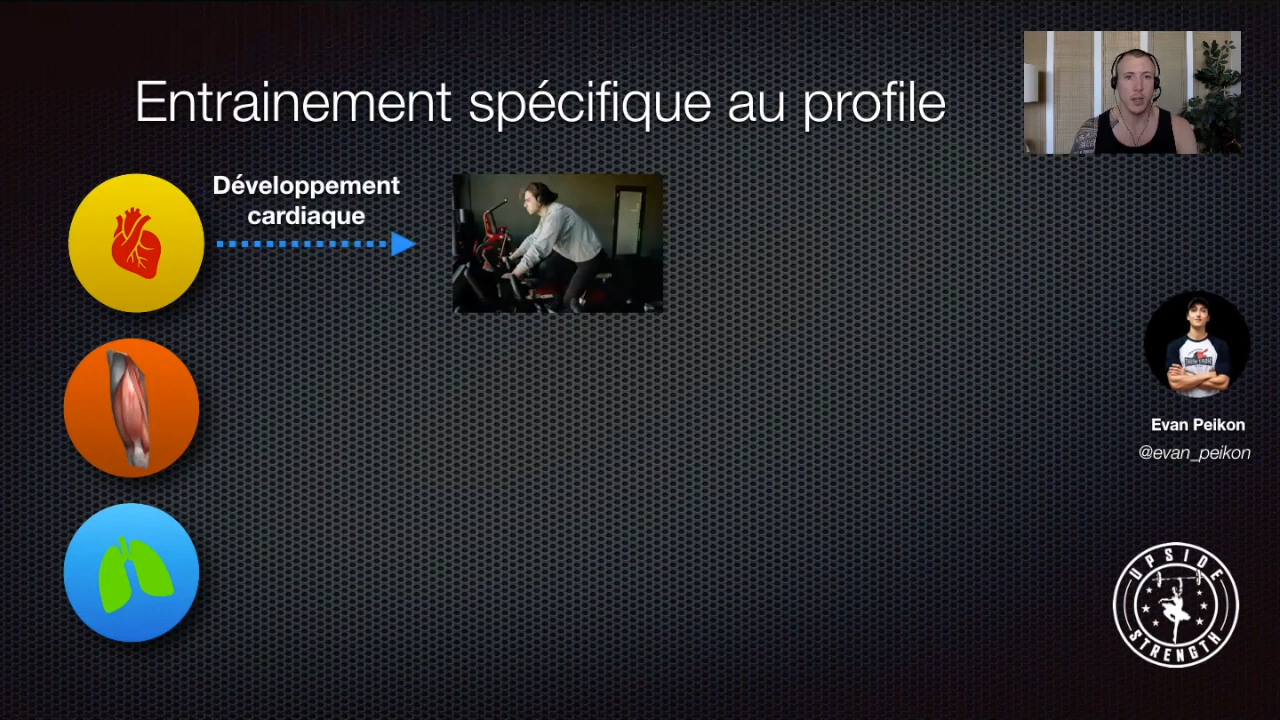 Entrainement spécifique au profile
Développement
cardiaque
Evan Peikon
@evan_peikon
UPSIDE
STRENGTH